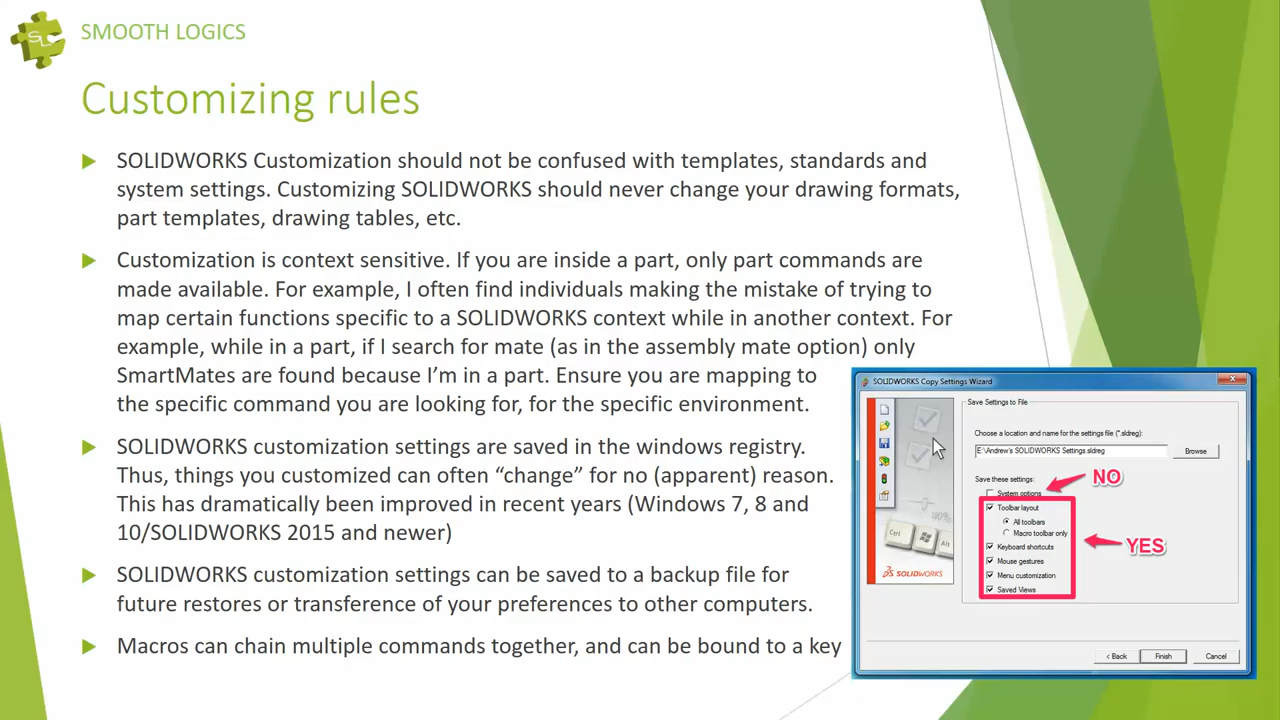 SL
SMOOTH LOGICS
Customizing rules
SOLIDWORKS Customization should not be confused with templates, standards and
system settings. Customizing SOLIDWORKS should never change your drawing formats,
part templates, drawing tables, etc.
Customization is context sensitive. If you are inside a part, only part commands are
made available. For example, I often find individuals making the mistake of trying to
map certain functions specific to a SOLIDWORKS context while in another context. For
example, while in a part, if I search for mate (as in the assembly mate option) only
SmartMates are found because I’m in a part. Ensure you are mapping to
the specific command you are looking for, for the specific environment.
SOLIDWORKS customization settings are saved in the windows registry.
Thus, things you customized can often “change” for no (apparent) reason.
This has dramatically been improved in recent years (Windows 7, 8 and
10/SOLIDWORKS 2015 and newer)
SOLIDWORKS customization settings can be saved to a backup file for
future restores or transference of your preferences to other computers.
Macros can chain multiple commands together, and can be bound to a key
SOLIDWORKS Copy Settings Wizard
Save Settings to File
Choose a location and name for the settings file (*.sldreg):
E:\Andrew's SOLIDWORKS Settings.sldreg
Browse
Save these settings:
System options
NO
Toolbar layout
All toolbars
Macro toolbar only
YES
Keyboard shortcuts
Mouse gestures
Menu customization
Saved Views
100%
Ctrl
Alt
SOLIDWORKS
< Back
Finish
Cancel